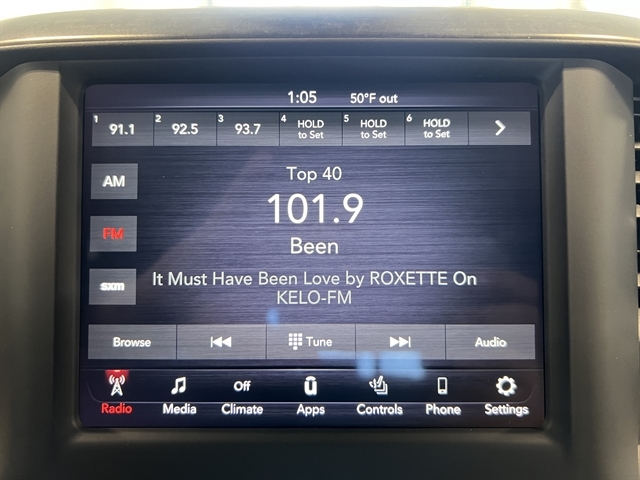 1:05 50°F out
1 91.1 2 92.5 3 93.7 4 HOLD to Set 5 HOLD to Set 6 HOLD to Set
AM
Top 40
101.9
FM
Been
sxm
It Must Have Been Love by ROXETTE On
KELO-FM
Browse Tune Audio
Off
Radio Media Climate Apps Controls Phone Settings